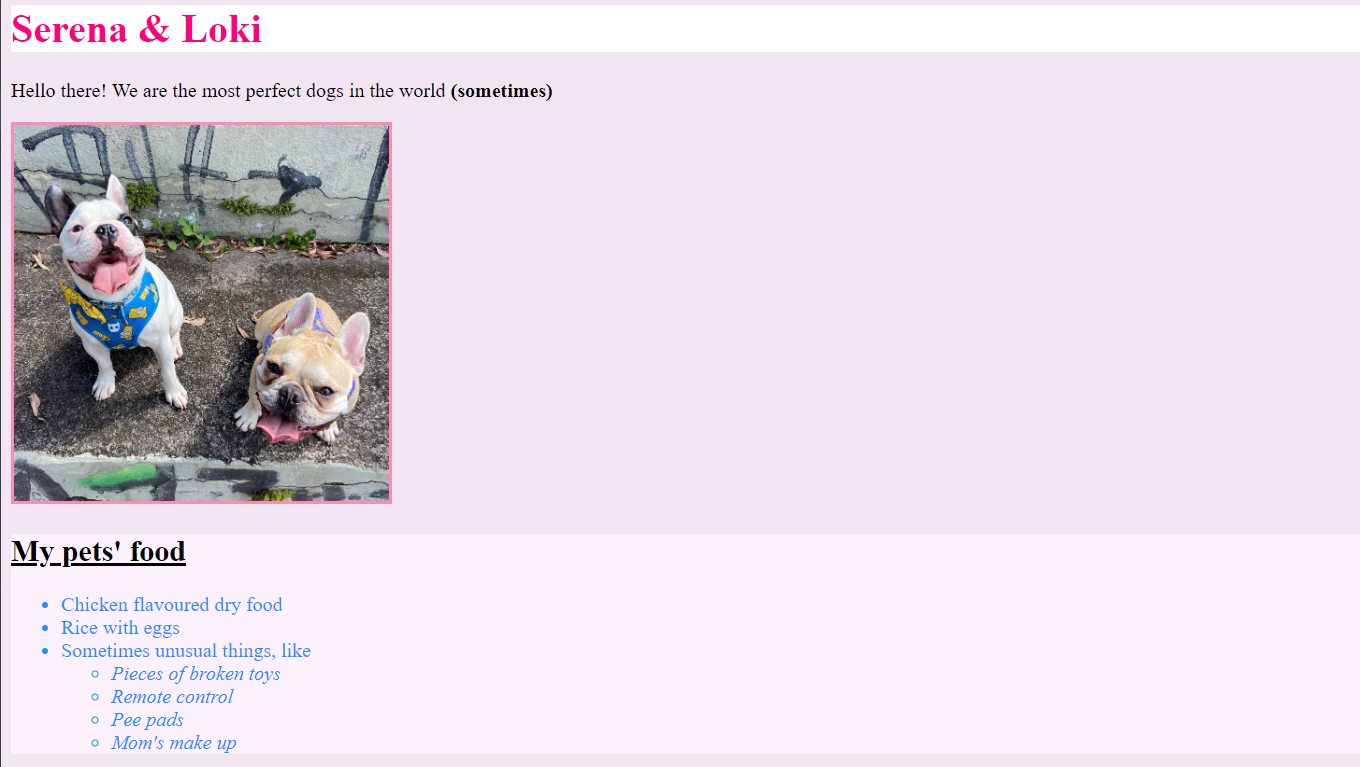 Serena & Loki
Hello there! We are the most perfect dogs in the world (sometimes)
My pets' food
Chicken flavoured dry food
Rice with eggs
Sometimes unusual things, like
Pieces of broken toys
Remote control
Pee pads
Mom's make up